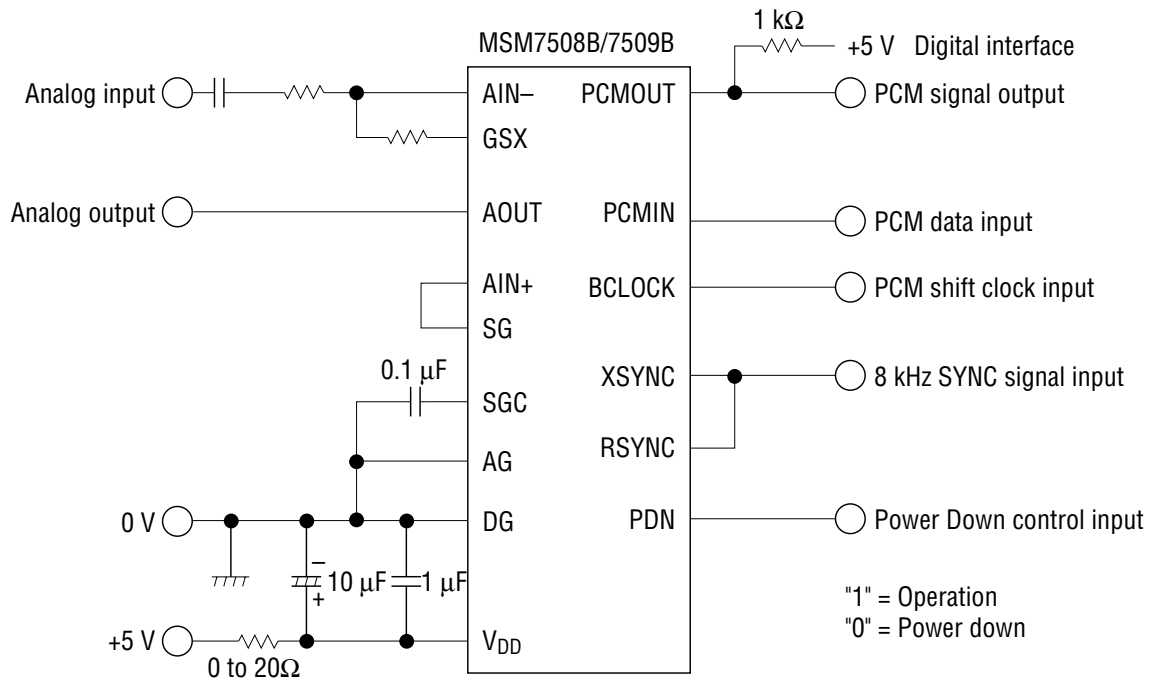 1 kΩ
MSM7508B/7509B
+5 V Digital interface
Analog input
AIN–
PCMOUT
PCM signal output
GSX
Analog output
AOUT
PCMIN
PCM data input
AIN+
BCLOCK
PCM shift clock input
SG
0.1 μF
XSYNC
8 kHz SYNC signal input
SGC
RSYNC
AG
0 V
DG
PDN
Power Down control input
–
10 μF
1 μF
+
"1" = Operation
"0" = Power down
+5 V
VDD
0 to 20Ω